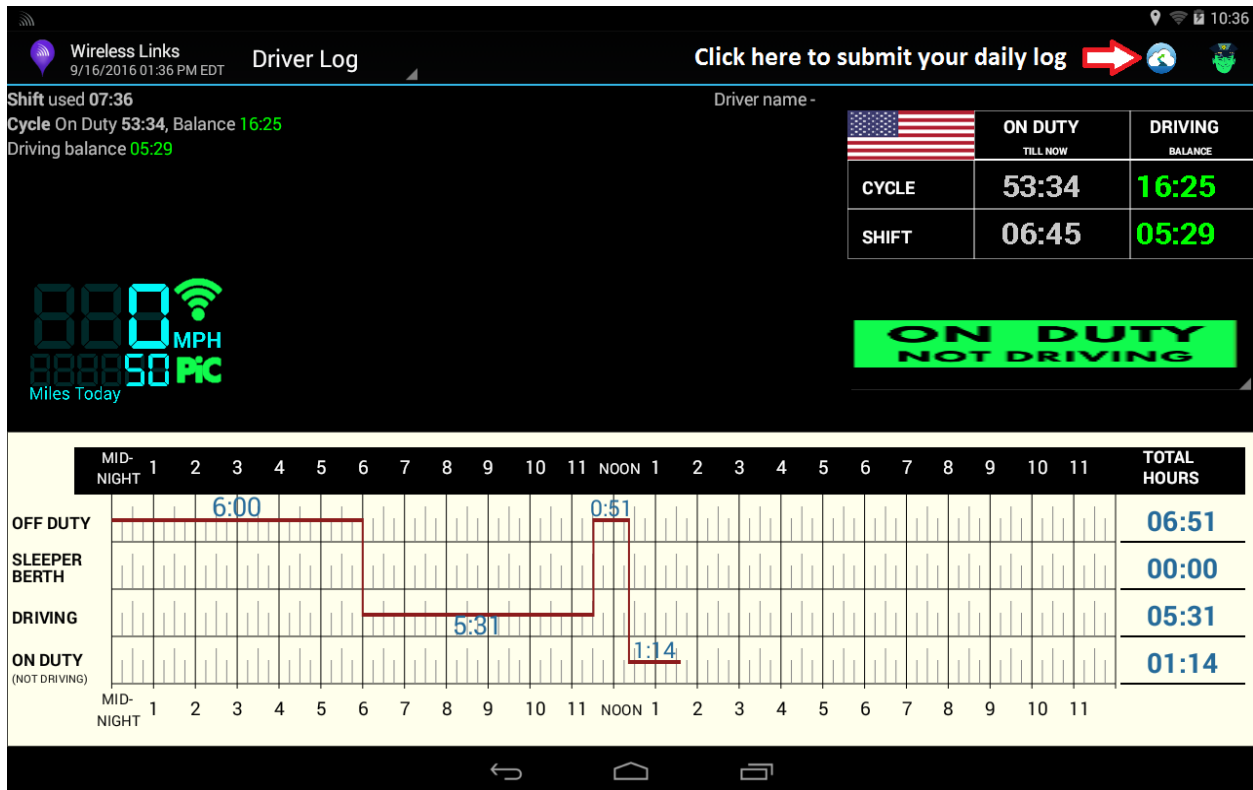 10:36
Wireless Links
9/16/2016 01:36 PM EDT
Driver Log
Click here to submit your daily log
Shift used 07:36
Cycle On Duty 53:34, Balance 16:25
Driving balance 05:29
Driver name -
ON DUTY DRIVING
TILL NOW BALANCE
CYCLE 53:34 16:25
SHIFT 06:45 05:29
0 MPH
50 PiC
Miles Today
ON DUTY
NOT DRIVING
MID-NIGHT 1 2 3 4 5 6 7 8 9 10 11 NOON 1 2 3 4 5 6 7 8 9 10 11 TOTAL HOURS
OFF DUTY 6:00 0:51 06:51
SLEEPER BERTH 00:00
DRIVING 5:31 05:31
ON DUTY 1:14 01:14
(NOT DRIVING)
MID-NIGHT 1 2 3 4 5 6 7 8 9 10 11 NOON 1 2 3 4 5 6 7 8 9 10 11